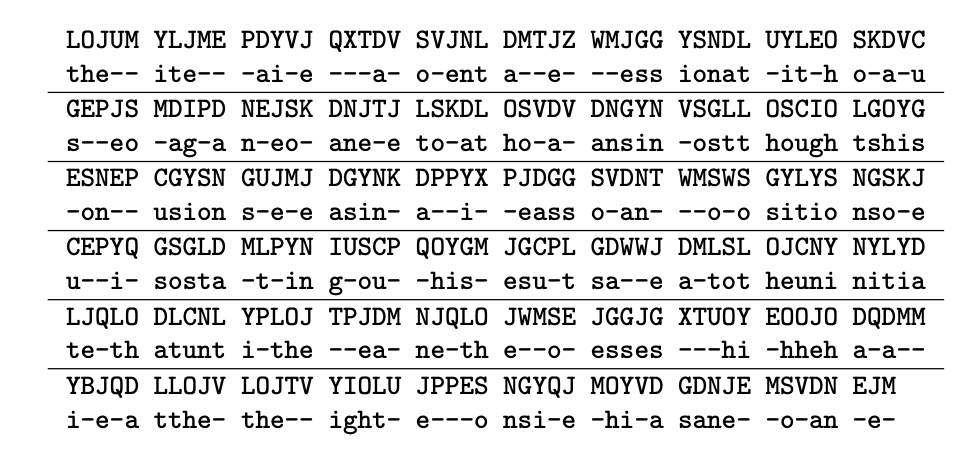 LOJUM YLJME PDYVJ QXTDV SVJNL DMTJZ WMJGG YSNDL UYLEO SKDVC
the-- ite-- -ai-e ---a- o-ent a--e- --ess ionat -it-h o-a-u
GEPJS MDIPD NEJSK DNJTJ LSKDL OSVDV DNGYN VSGLL OSCIO LGOYG
s--eo -ag-a n-eo- ane-e to-at ho-a- ansin -ostt hough tshis
ESNEP CGYSN GUJMJ DGYNK DPPYX PJDGG SVDNT WMSWS GYLYS NGSKJ
-on-- usion s-e-e asin- a--i- -eass o-an- --o-o sitio nso-e
CEPYQ GSGLD MLPYN IUSCP QOYGM JGCPL GDWWJ DMLSL OJCNY NYLYD
u--i- sosta -t-in g-ou- -his- esu-t sa--e a-tot heuni nitia
LJQLO DLCNL YPLOJ TPJDM NJQLO JWMSE JGGJG XTUOY EOOJO DQDMM
te-th atunt i-the --ea- ne-th e--o- esses ---hi -hheh a-a--
YBJQD LLOJV LOJTV YIOLU JPPES NGYQJ MOYVD GDNJE MSVDN EJM
i-e-a tthe- the-- ight- e---o nsi-e -hi-a sane- -o-an -e-